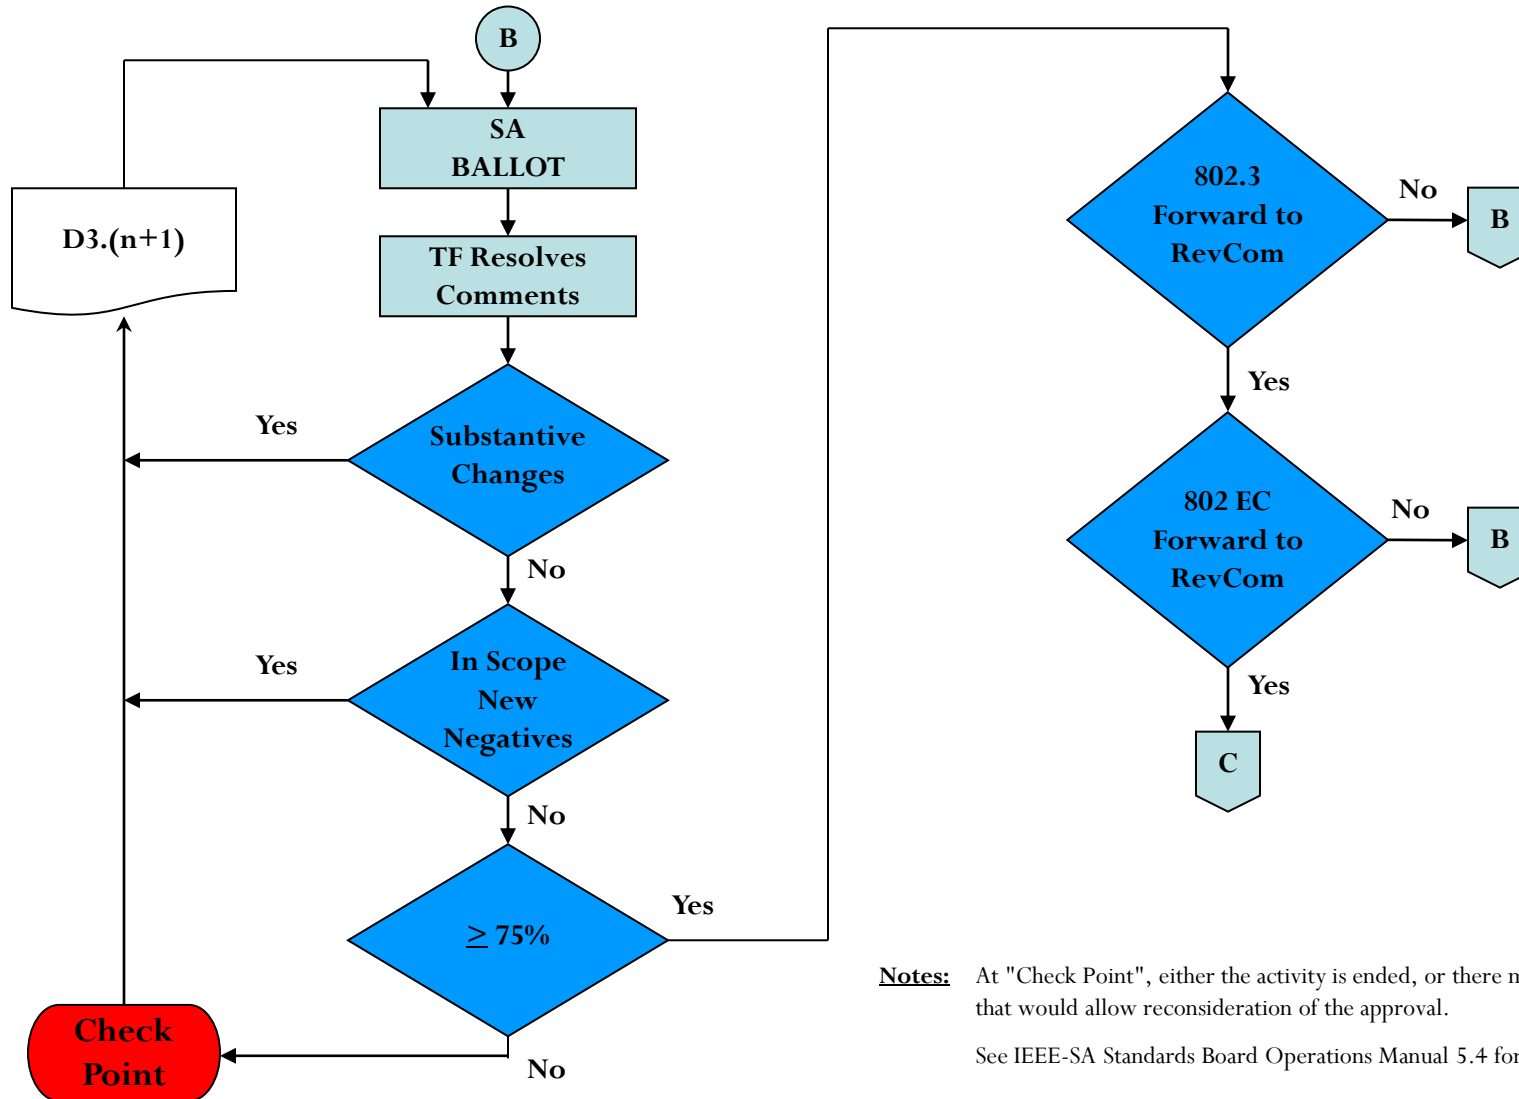 B
SA
BALLOT
D3.(n+1)
TF Resolves
Comments
Yes
Substantive
Changes
No
Yes
In Scope
New
Negatives
No
≥ 75%
Yes
No
Check
Point
802.3
Forward to
RevCom
No
B
Yes
802 EC
Forward to
RevCom
No
B
Yes
C
Notes: At "Check Point", either the activity is ended, or there
that would allow reconsideration of the approval.
See IEEE-SA Standards Board Operations Manual 5.4 for